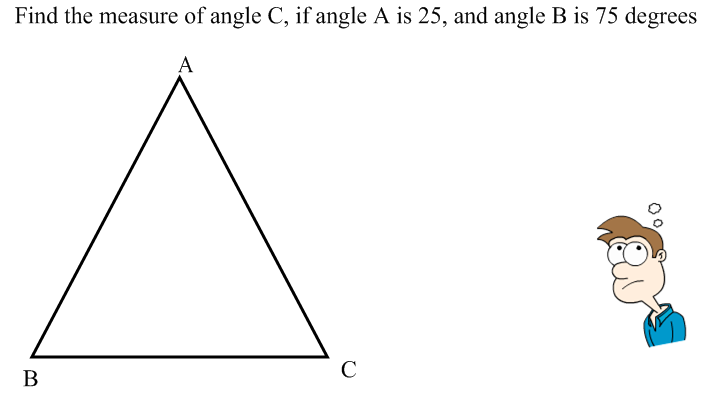 Find the measure of angle C, if angle A is 25, and angle B is 75 degrees
A
B
C